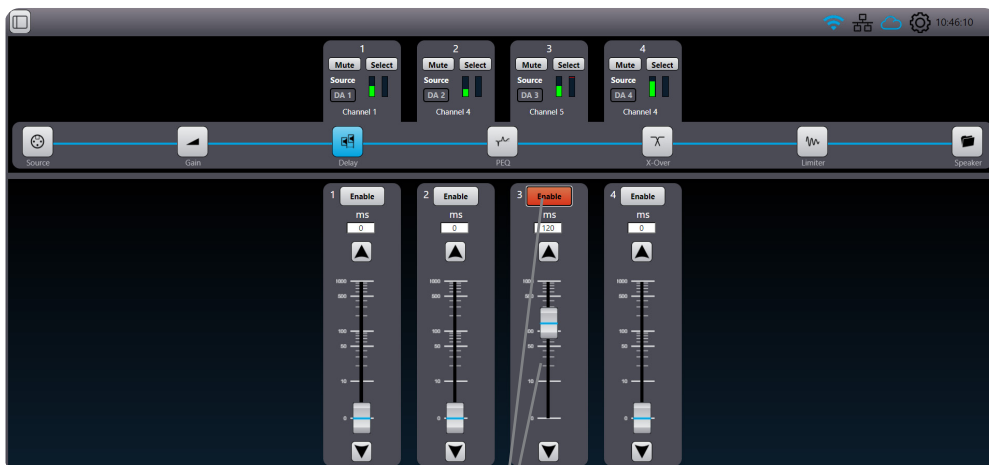 10:46:10
1 2 3 4
Mute Select Mute Select Mute Select Mute Select
Source Source Source Source
DA 1 DA 2 DA 3 DA 4
Channel 1 Channel 4 Channel 5 Channel 4
Source Gain Delay PEQ X-Over Limiter Speaker
1 Enable 2 Enable 3 Enable 4 Enable
ms ms ms ms
0 0 120 0
1000 1000 1000
500 500 500 500
100 100 100
50 50 50 50
10 10 10 10
0 0 0 0